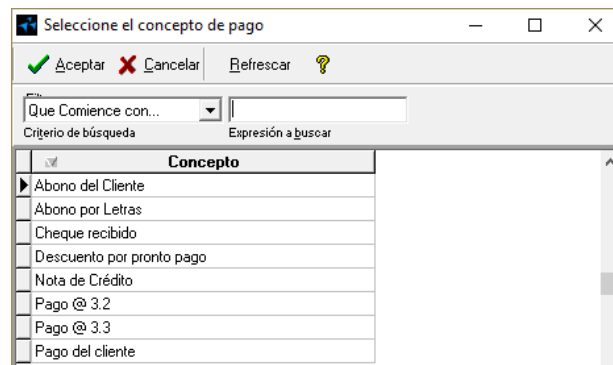 Seleccione el concepto de pago
Aceptar Cancelar Refrescar ?
Que Comience con...
Criterio de búsqueda Expresión a buscar
Concepto
Abono del Cliente
Abono por Letras
Cheque recibido
Descuento por pronto pago
Nota de Crédito
Pago @ 3.2
Pago @ 3.3
Pago del cliente